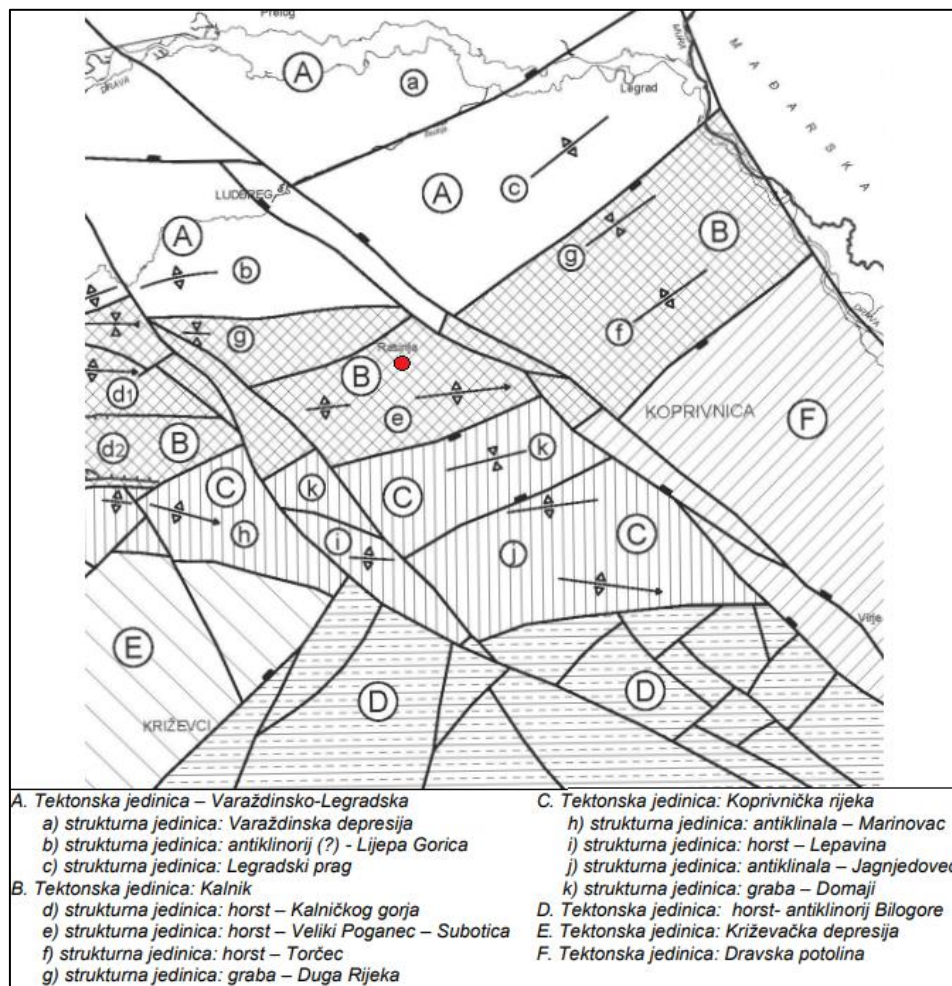 Prelog
A
a
DRAVA
MURA
MAĐARSKA
Legrad
A
c
LUDBREG
A
b
g
B
g
f
Rasinja
B
e
d1
d2
B
C
h
k
i
C
k
j
C
KOPRIVNICA
F
DRAVA
Virje
E
KRIŽEVCI
D
D
A. Tektonska jedinica – Varaždinsko-Legradska
a) strukturna jedinica: Varaždinska depresija
b) strukturna jedinica: antiklinorij (?) - Lijepa Gorica
c) strukturna jedinica: Legradski prag
B. Tektonska jedinica: Kalnik
d) strukturna jedinica: horst – Kalničkog gorja
e) strukturna jedinica: horst – Veliki Poganec – Subotica
f) strukturna jedinica: horst – Torčec
g) strukturna jedinica: graba – Duga Rijeka
C. Tektonska jedinica: Koprivnička rijeka
h) strukturna jedinica: antiklinala – Marinovac
i) strukturna jedinica: horst – Lepavina
j) strukturna jedinica: antiklinala – Jagnjedovec
k) strukturna jedinica: graba – Domaji
D. Tektonska jedinica: horst- antiklinorij Bilogore
E. Tektonska jedinica: Križevačka depresija
F. Tektonska jedinica: Dravska potolina